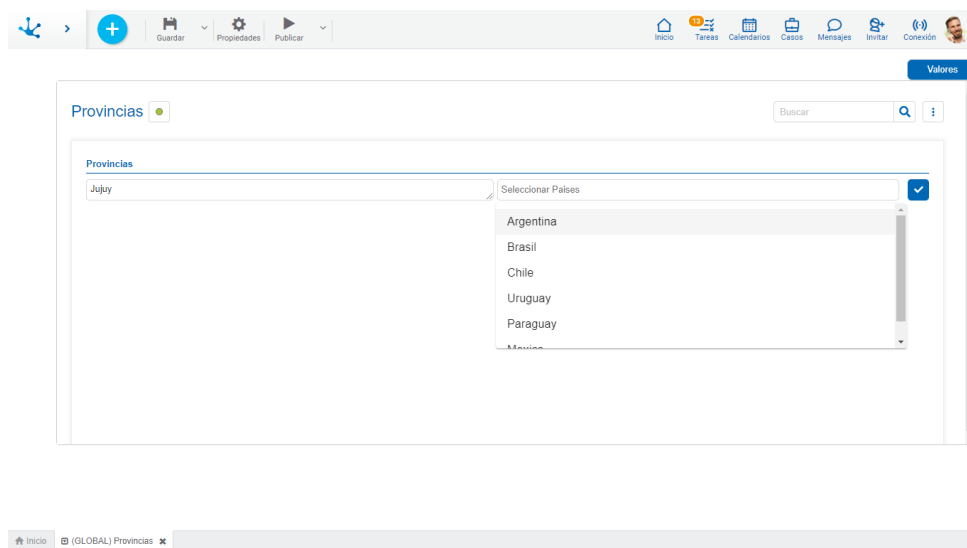 Guardar Propiedades Publicar Inicio 13 Tareas Calendarios Casos Mensajes Invitar Conexión
Valores
Provincias Buscar
Provincias
Jujuy Seleccionar Países
Argentina
Brasil
Chile
Uruguay
Paraguay
Mexico
Inicio (GLOBAL) Provincias